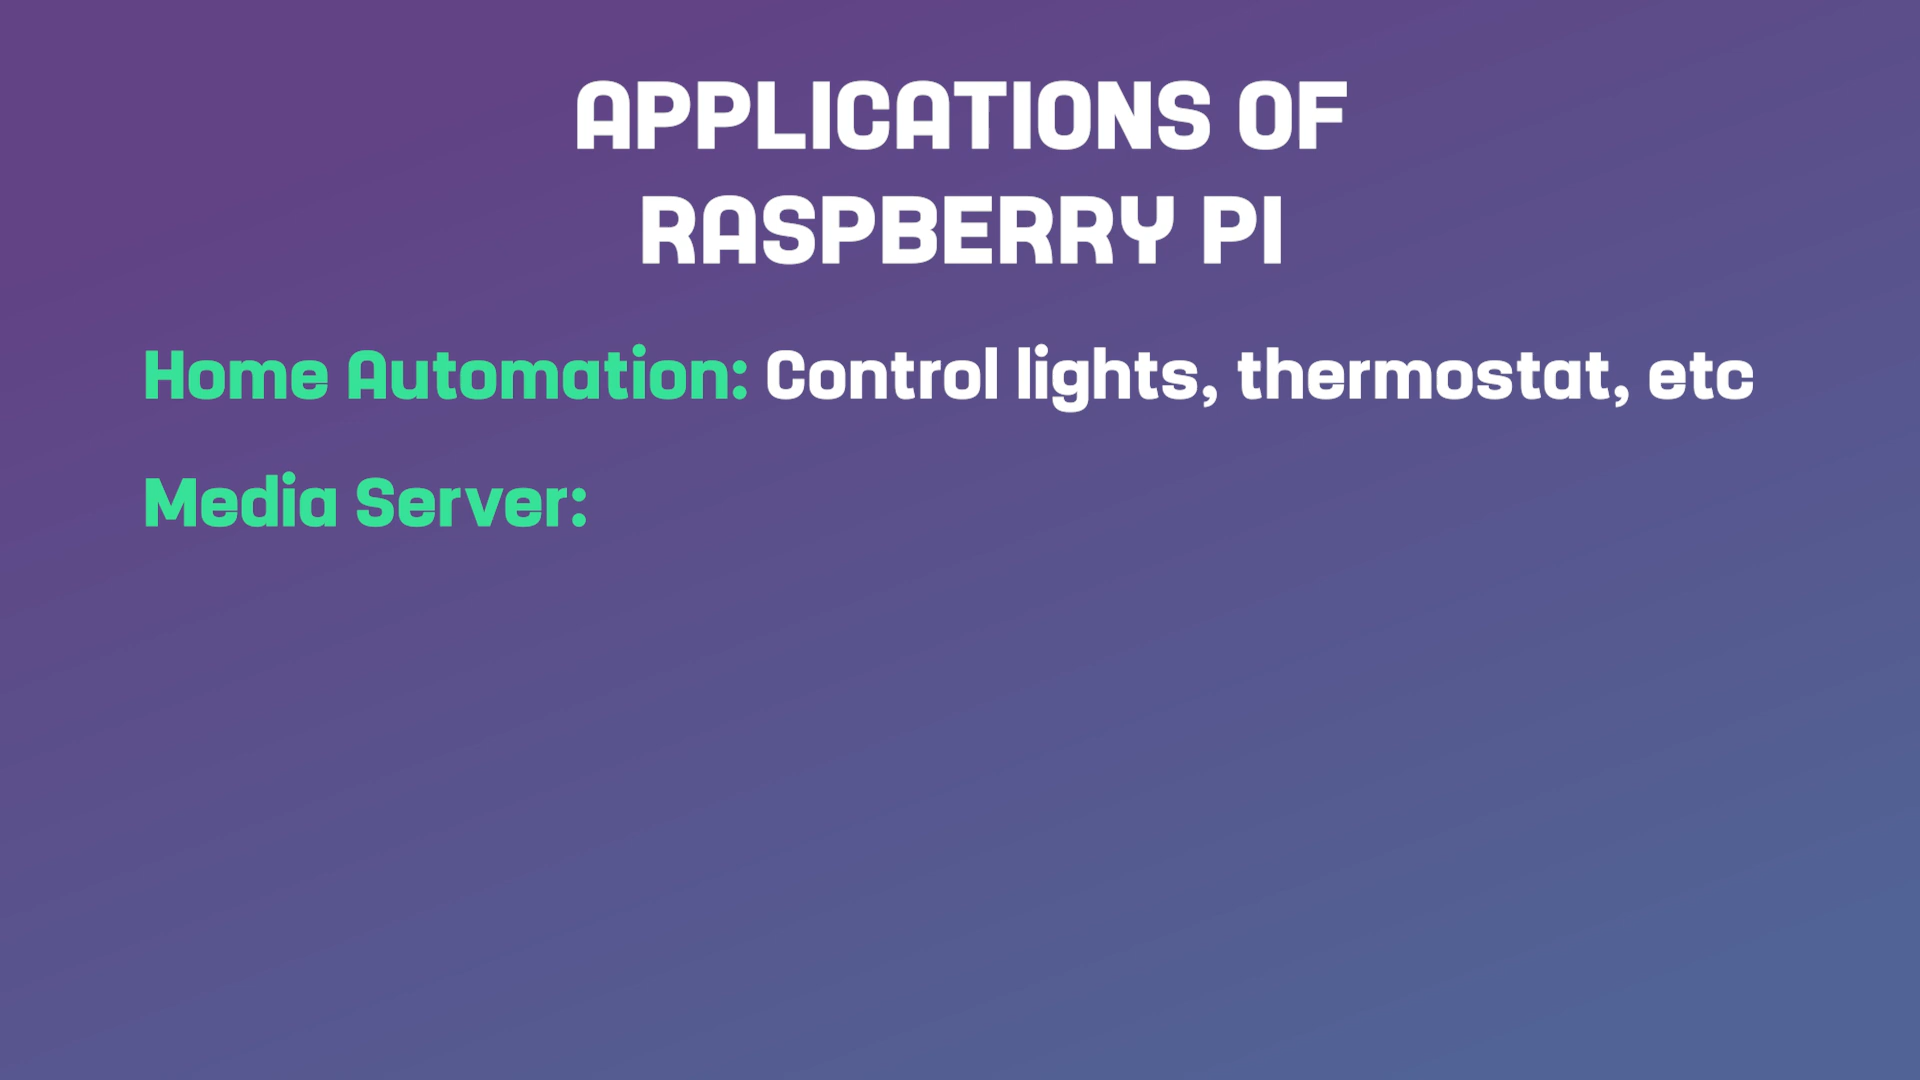 APPLICATIONS OF
RASPBERRY PI
Home Automation: Control lights, thermostat, etc
Media Server: